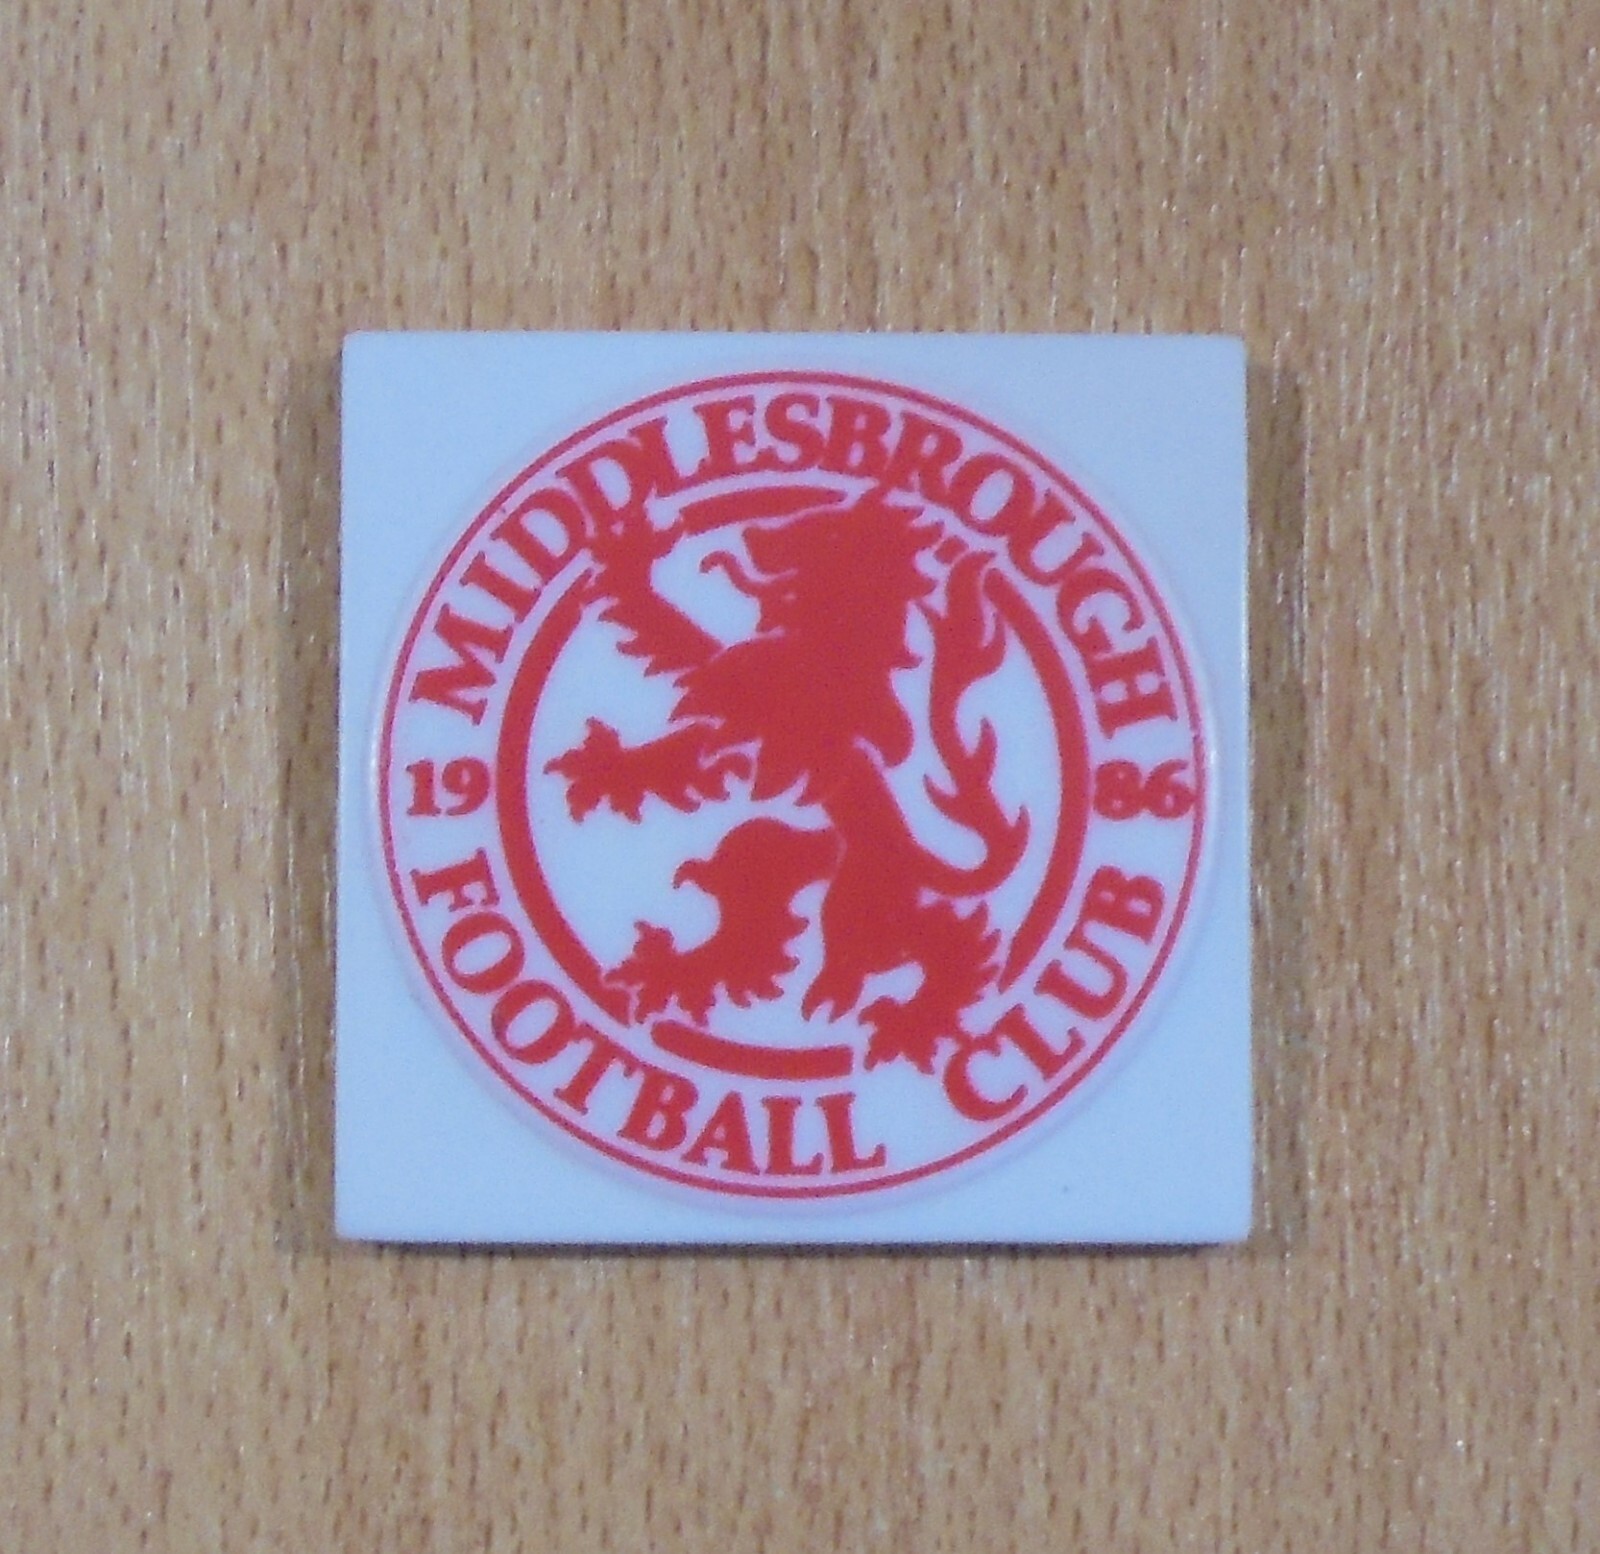 MIDDLESBROUGH
19 86
FOOTBALL CLUB